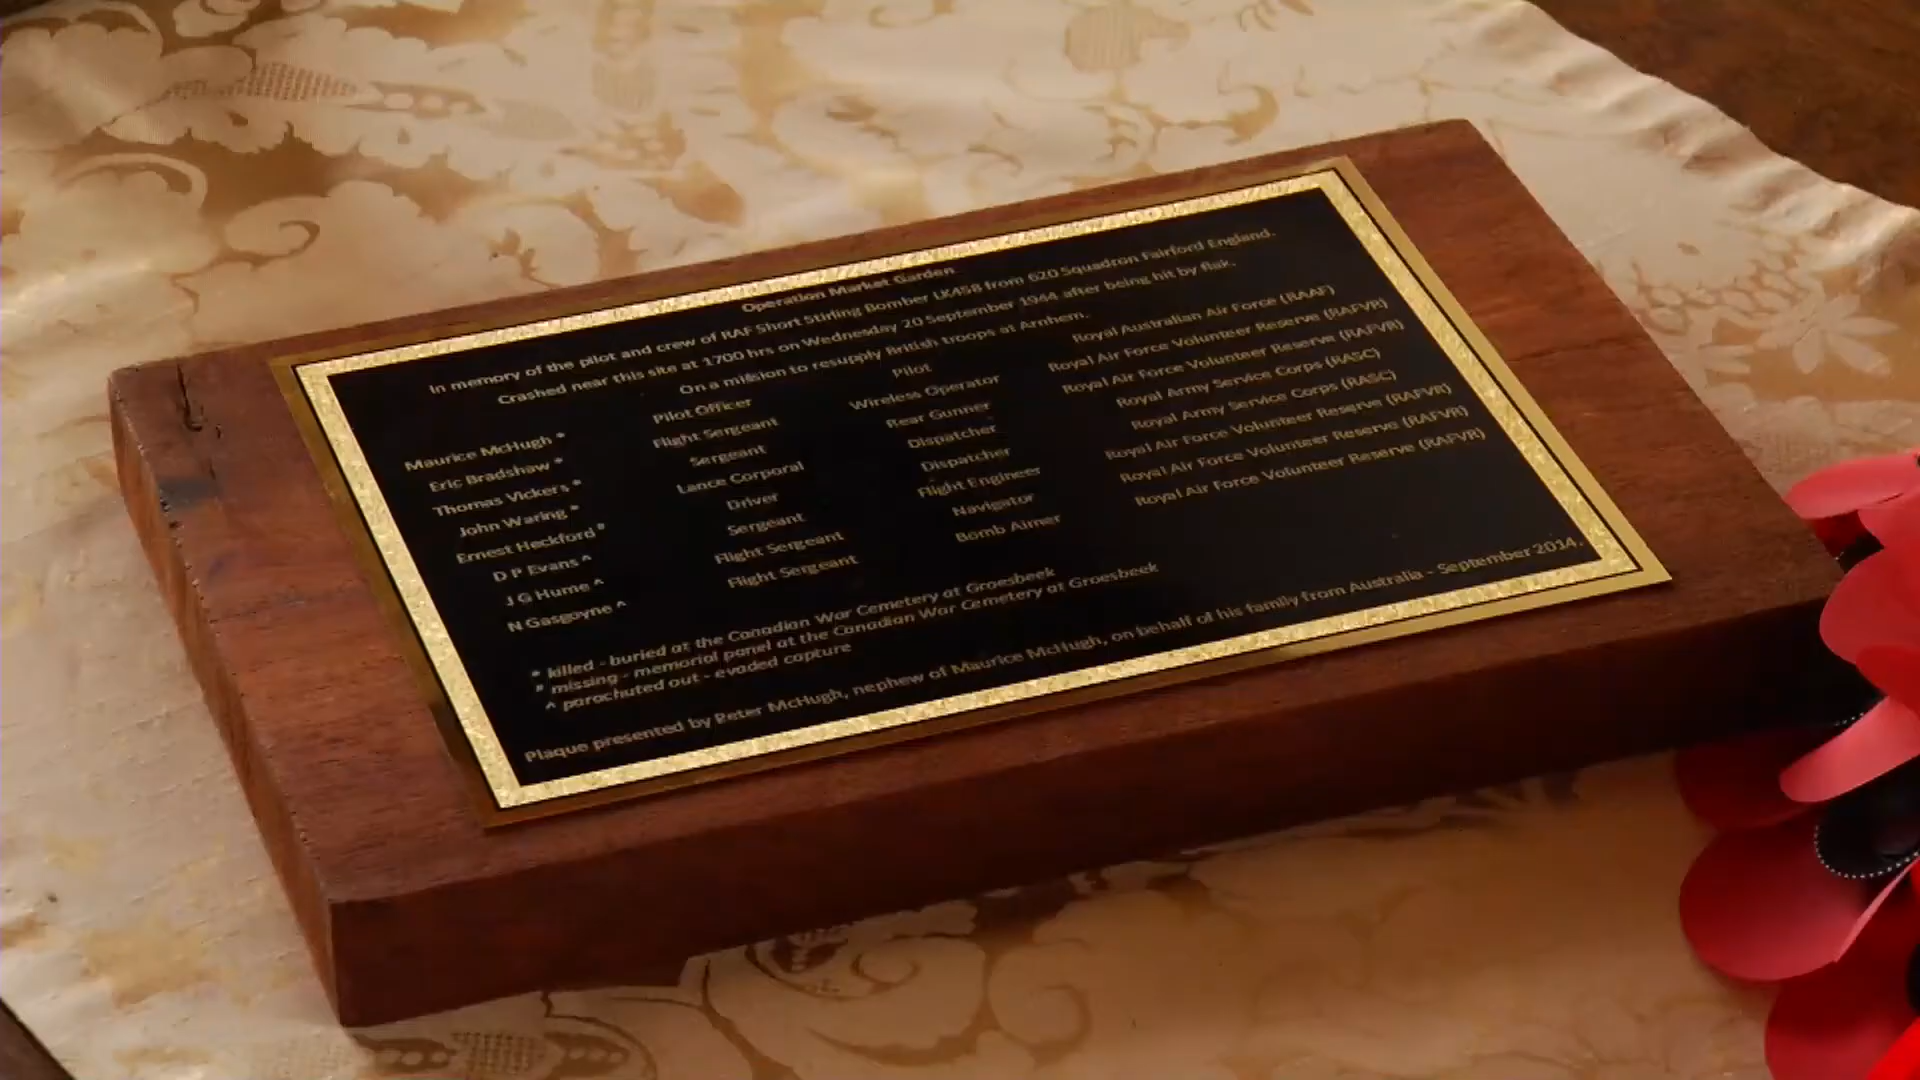 Operation Market Garden
In memory of the pilot and crew of RAF Short Stirling Bomber LK458 from 620 Squadron Fairford England.
Crashed near this site at 1700 hrs on Wednesday 20 September 1944 after being hit by flak.
On a mission to resupply British troops at Arnhem.
Maurice McHugh * Pilot Officer Pilot Royal Australian Air Force (RAAF)
Eric Bradshaw * Flight Sergeant Wireless Operator Royal Air Force Volunteer Reserve (RAFVR)
Thomas Vickers * Sergeant Rear Gunner Royal Air Force Volunteer Reserve (RAFVR)
John Waring * Lance Corporal Dispatcher Royal Army Service Corps (RASC)
Ernest Heckford # Driver Dispatcher Royal Army Service Corps (RASC)
D P Evans ^ Sergeant Flight Engineer Royal Air Force Volunteer Reserve (RAFVR)
J G Hume ^ Flight Sergeant Navigator Royal Air Force Volunteer Reserve (RAFVR)
N Gasgoyne ^ Flight Sergeant Bomb Aimer Royal Air Force Volunteer Reserve (RAFVR)
* killed - buried at the Canadian War Cemetery at Groesbeek
# missing - memorial panel at the Canadian War Cemetery at Groesbeek
^ parachuted out - evaded capture
Plaque presented by Peter McHugh, nephew of Maurice McHugh, on behalf of his family from Australia - September 2014.